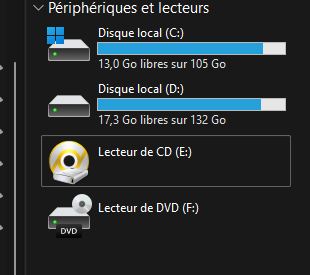 Périphériques et lecteurs
Disque local (C:)
13,0 Go libres sur 105 Go
Disque local (D:)
17,3 Go libres sur 132 Go
Lecteur de CD (E:)
Lecteur de DVD (F:)
DVD